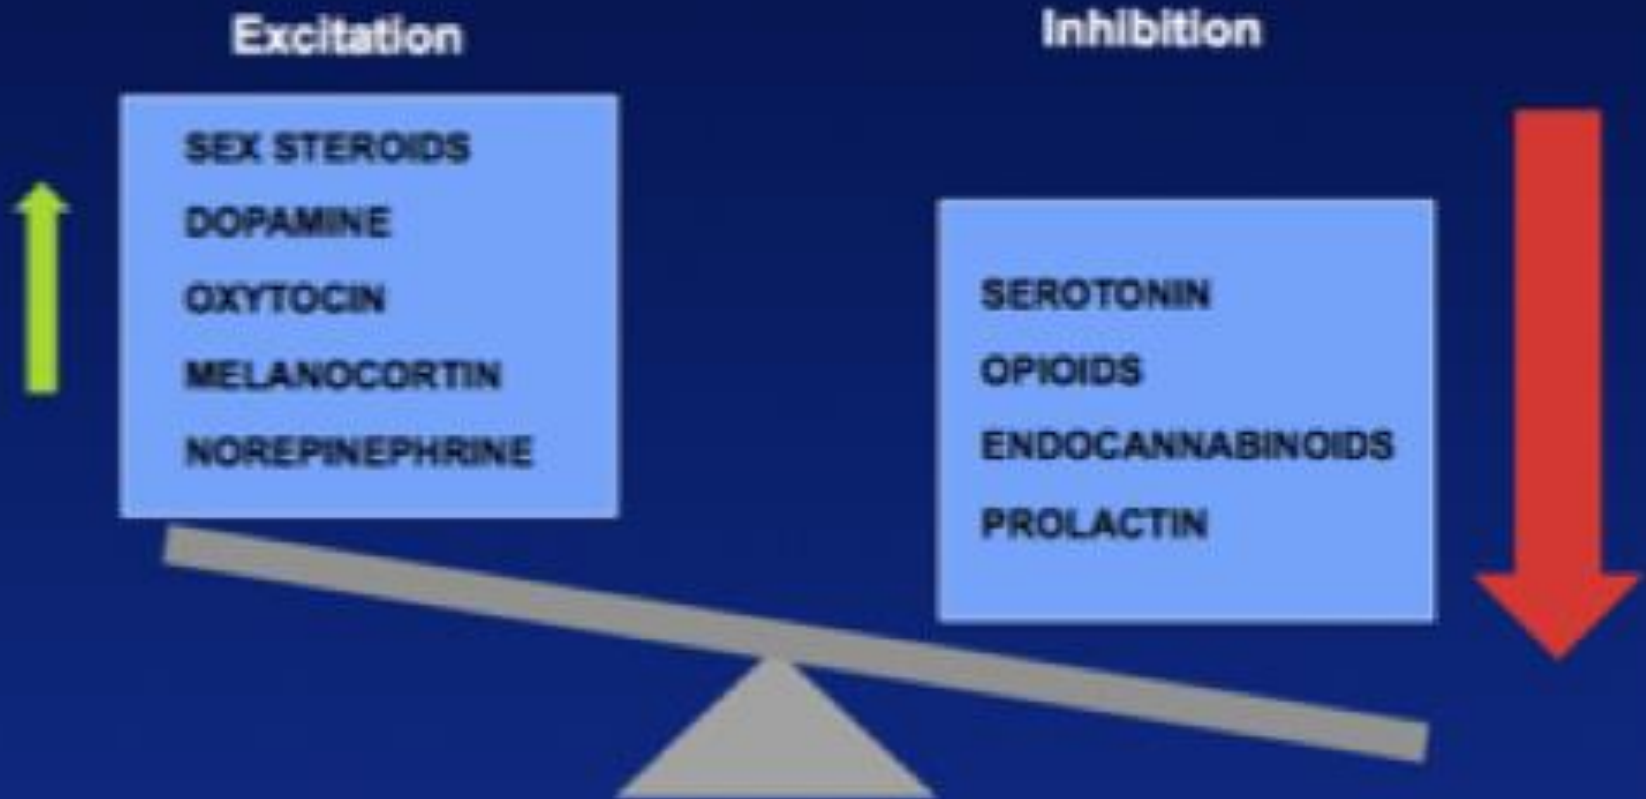 Excitation
SEX STEROIDS
DOPAMINE
OXYTOCIN
MELANOCORTIN
NOREPINEPHRINE
Inhibition
SEROTONIN
OPIOIDS
ENDOCANNABINOIDS
PROLACTIN